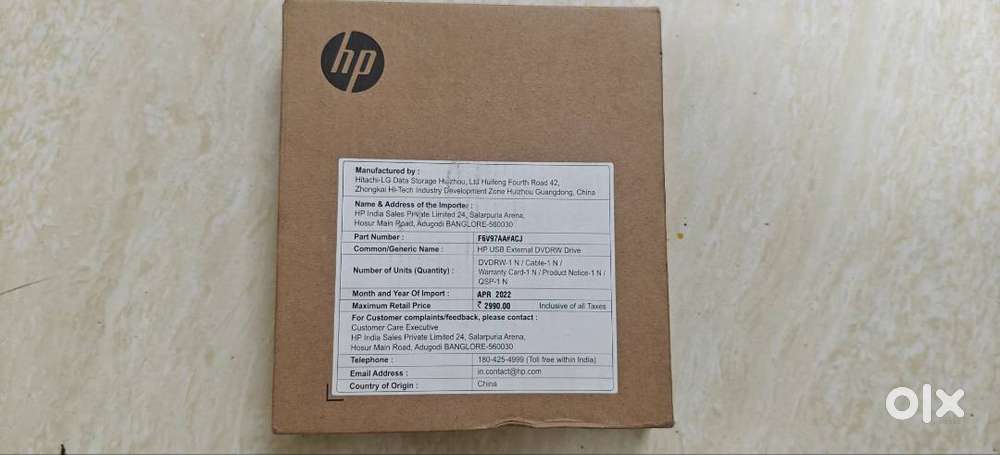 hp
Manufactured by :
Hitachi-LG Data Storage Huizhou, Ltd Huifeng Fourth Road 42,
Zhongkai Hi-Tech Industry Development Zone Huizhou Guangdong, China
Name & Address of the Importer :
HP India Sales Private Limited 24, Salarpuria Arena,
Hosur Main Road, Adugodi BANGLORE-560030
Part Number : F6V97AA#ACJ
Common/Generic Name : HP USB External DVDRW Drive
Number of Units (Quantity) : DVDRW-1 N / Cable-1 N /
Warranty Card-1 N / Product Notice-1 N /
QSP-1 N
Month and Year Of Import : APR 2022
Maximum Retail Price ₹ 2990.00 Inclusive of all Taxes
For Customer complaints/feedback, please contact :
Customer Care Executive
HP India Sales Private Limited 24, Salarpuria Arena,
Hosur Main Road, Adugodi BANGLORE-560030
Telephone : 180-425-4999 (Toll free within India)
Email Address : in.contact@hp.com
Country of Origin : China
olx